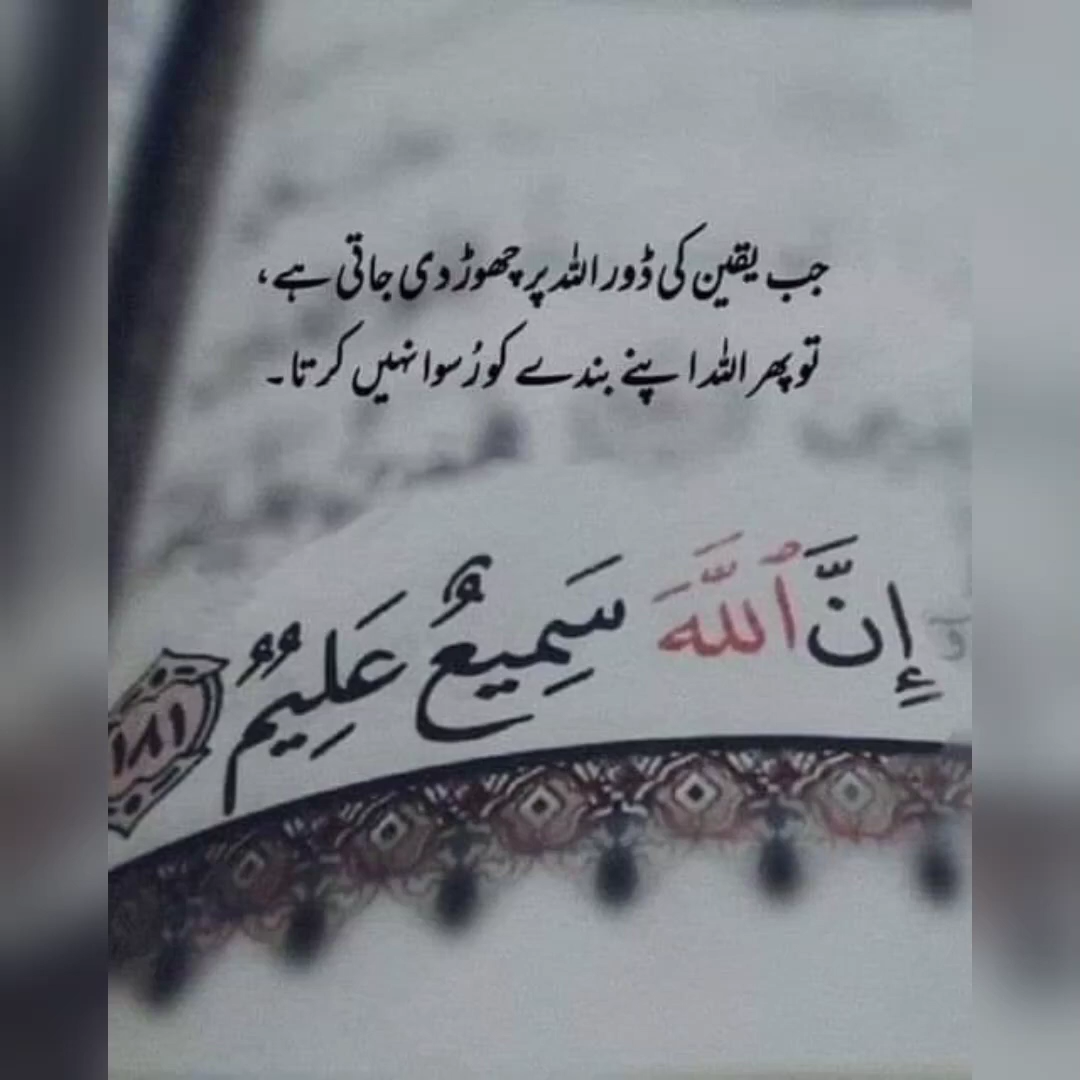 جب یقین کی ڈور اللہ پر چھوڑ دی جاتی ہے،
تو پھر اللہ اپنے بندے کو رُسوا نہیں کرتا۔
إِنَّ ٱللَّهَ سَمِيعٌ عَلِيمٌ ١٨١